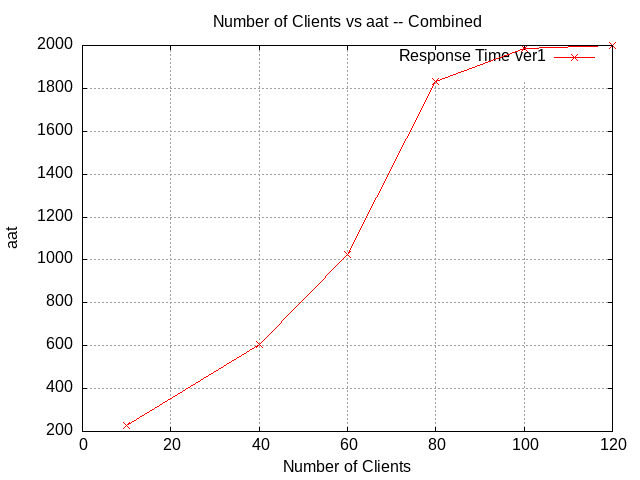 Number of Clients vs aat -- Combined
2000
Response Time ver1
1800
1600
1400
1200
aat
1000
800
600
400
200
0 20 40 60 80 100 120
Number of Clients